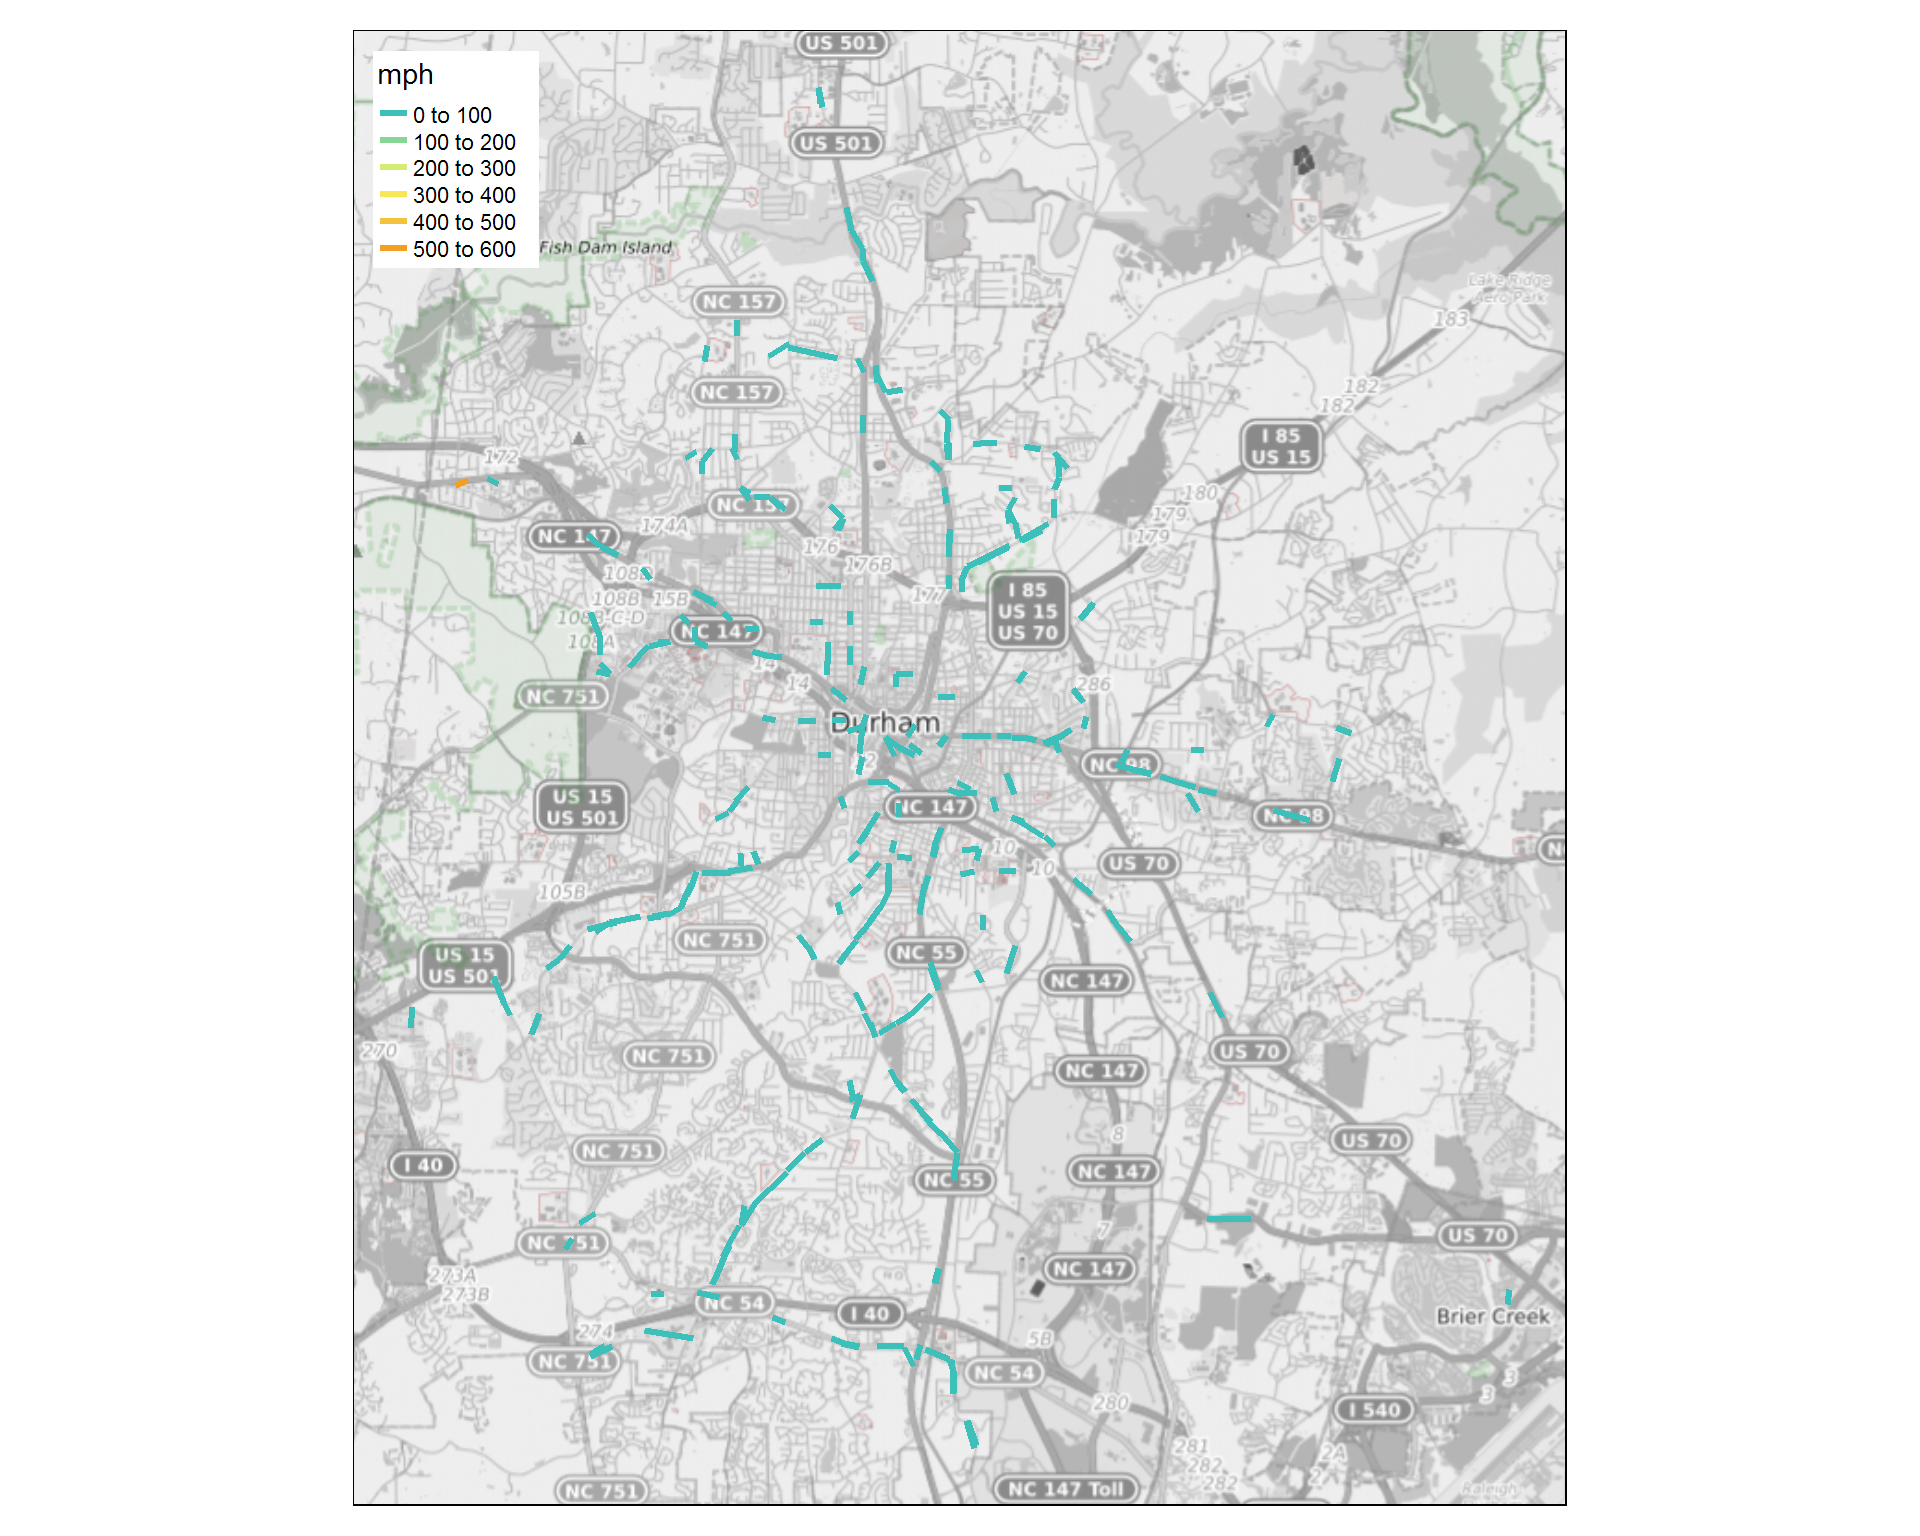 US 501
mph
0 to 100
100 to 200
200 to 300
300 to 400
400 to 500
500 to 600
US 501
Fish Dam Island
Lake Ridge
Aero Park
NC 157
183
182
NC 157
182
I 85
US 15
172
180
NC 157
179
174A
NC 147
179
176
176B
108D
177
I 85
US 15
US 70
108B
15B
108B-C-D
NC 147
108A
14
14
286
NC 751
Durham
12
NC 98
US 15
US 501
NC 147
NC 98
10
10
US 70
105B
NC 751
NC 55
US 15
US 501
NC 147
270
NC 751
US 70
NC 147
8
US 70
NC 751
I 40
NC 147
NC 55
7
NC 751
US 70
NC 147
273A
273B
NC 54
I 40
Brier Creek
274
5B
NC 751
NC 54
3
3
280
I 540
281
282
282
2A
NC 751
NC 147 Toll
Raleigh